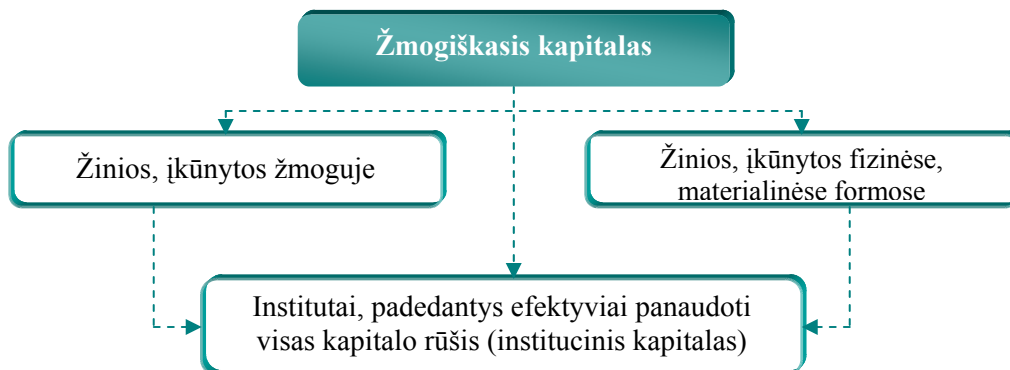 Žmogiškasis kapitalas
Žinios, įkūnytos žmoguje
Žinios, įkūnytos fizinėse,
materialinėse formose
Institutai, padedantys efektyviai panaudoti
visas kapitalo rūšis (institucinis kapitalas)